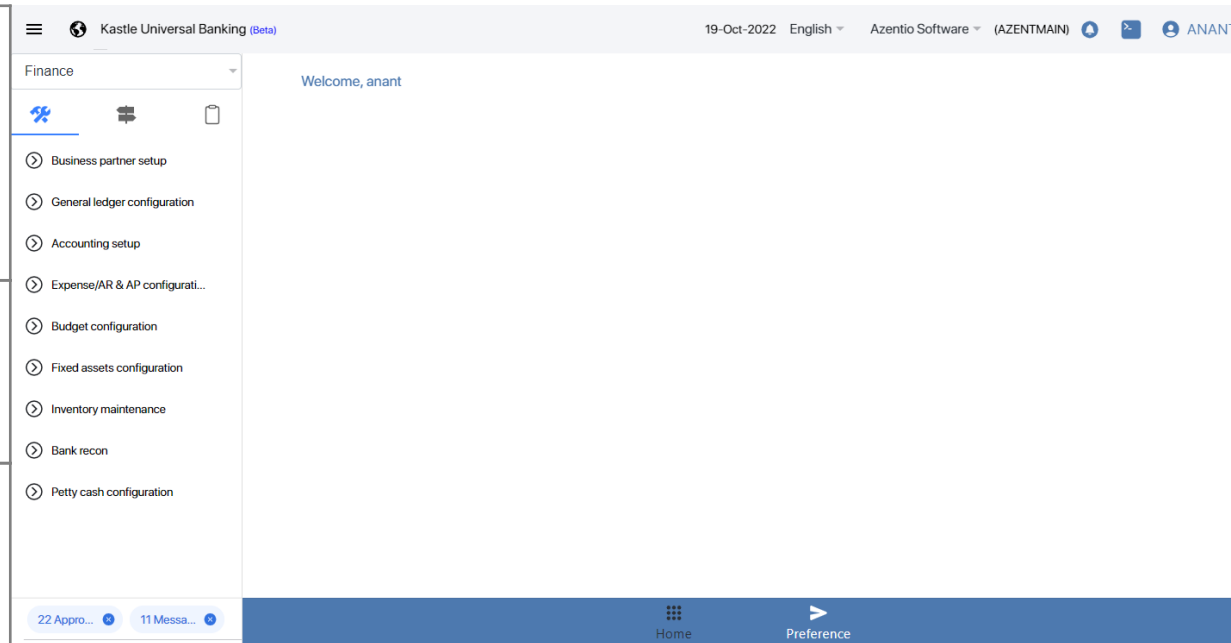 Kastle Universal Banking (Beta)
19-Oct-2022 English Azentio Software (AZENTMAIN) ANANT
Finance
Welcome, anant
Business partner setup
General ledger configuration
Accounting setup
Expense/AR & AP configurati...
Budget configuration
Fixed assets configuration
Inventory maintenance
Bank recon
Petty cash configuration
22 Appro... 11 Messa...
Home Preference